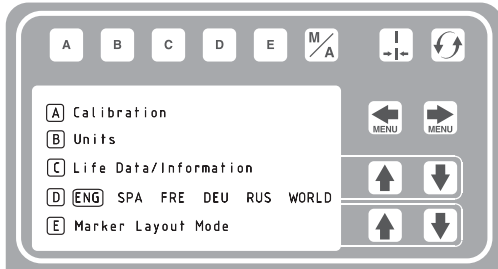 A B C D E M/A
MENU MENU
A Calibration
B Units
C Life Data/Information
D ENG SPA FRE DEU RUS WORLD
E Marker Layout Mode